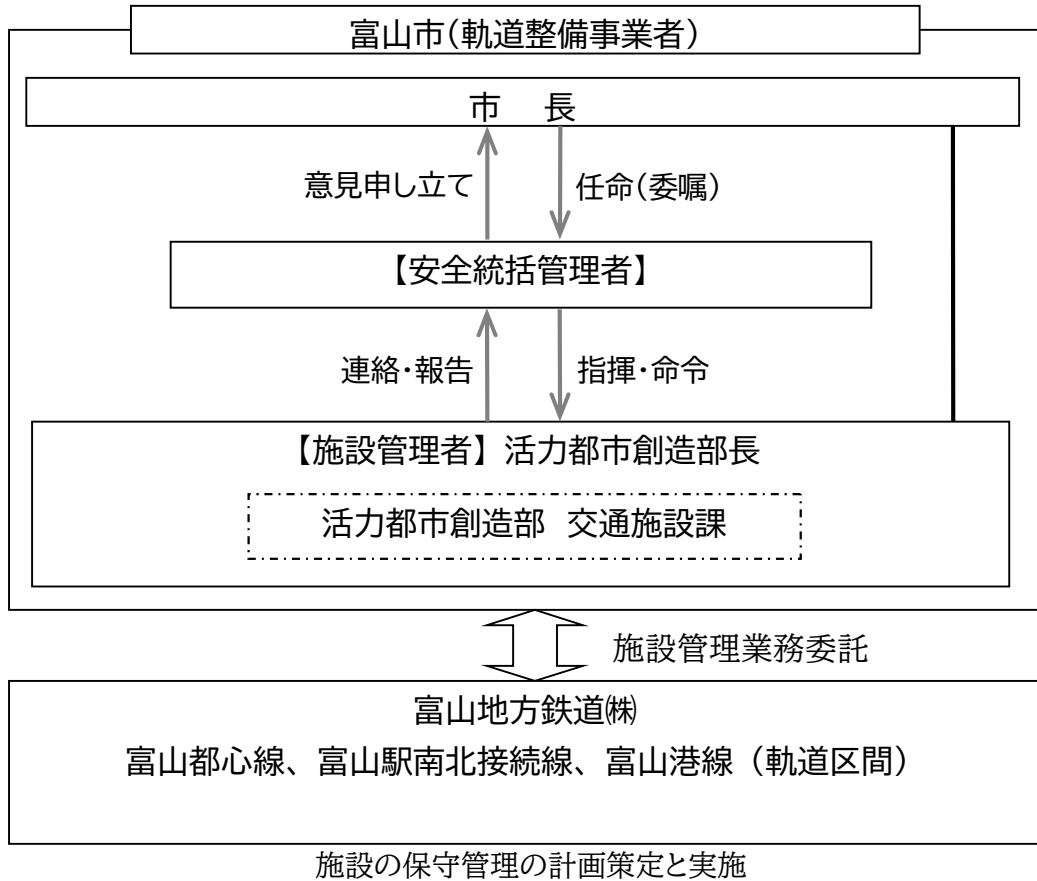 富山市(軌道整備事業者)
市　長
意見申し立て
任命(委嘱)
【安全統括管理者】
連絡・報告
指揮・命令
【施設管理者】活力都市創造部長
活力都市創造部 交通施設課
施設管理業務委託
富山地方鉄道㈱
富山都心線、富山駅南北接続線、富山港線（軌道区間）
施設の保守管理の計画策定と実施